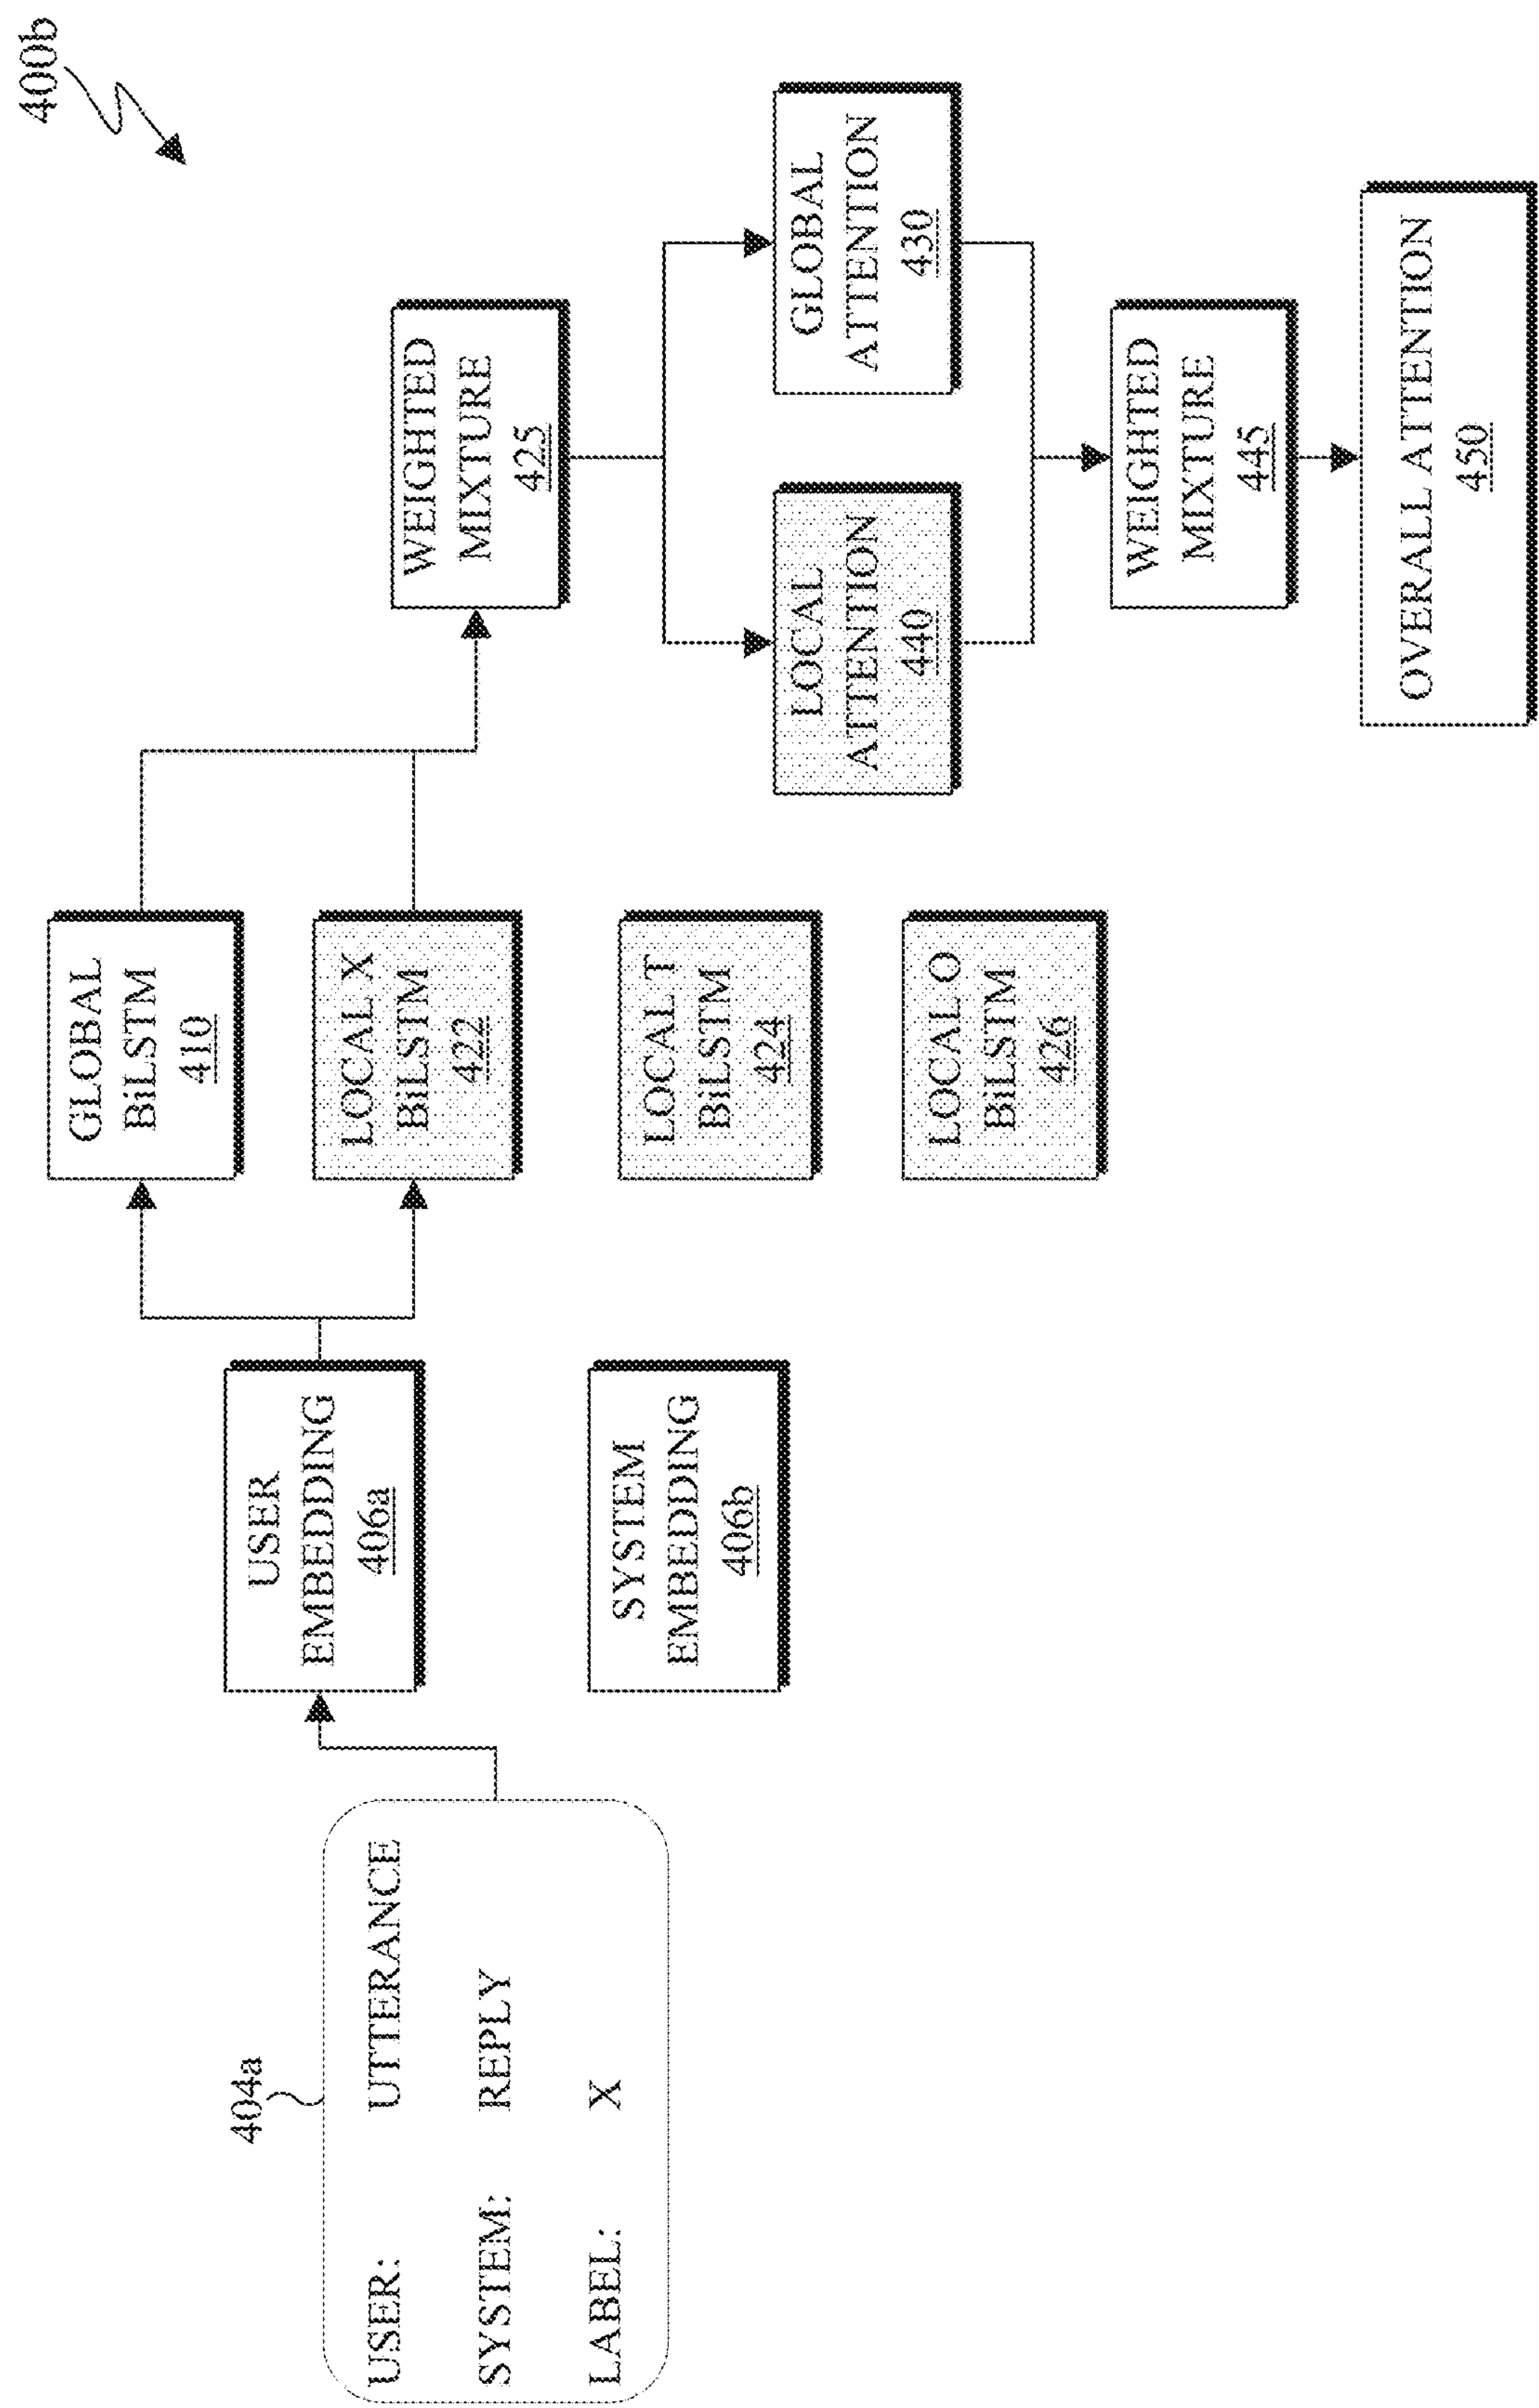 400b
404a
USER: UTTERANCE
SYSTEM: REPLY
LABEL: X
USER
EMBEDDING
406a
SYSTEM
EMBEDDING
406b
GLOBAL
BiLSTM
410
LOCAL X
BiLSTM
422
LOCAL T
BiLSTM
424
LOCAL O
BiLSTM
426
WEIGHTED
MIXTURE
425
LOCAL
ATTENTION
440
GLOBAL
ATTENTION
430
WEIGHTED
MIXTURE
445
OVERALL ATTENTION
450